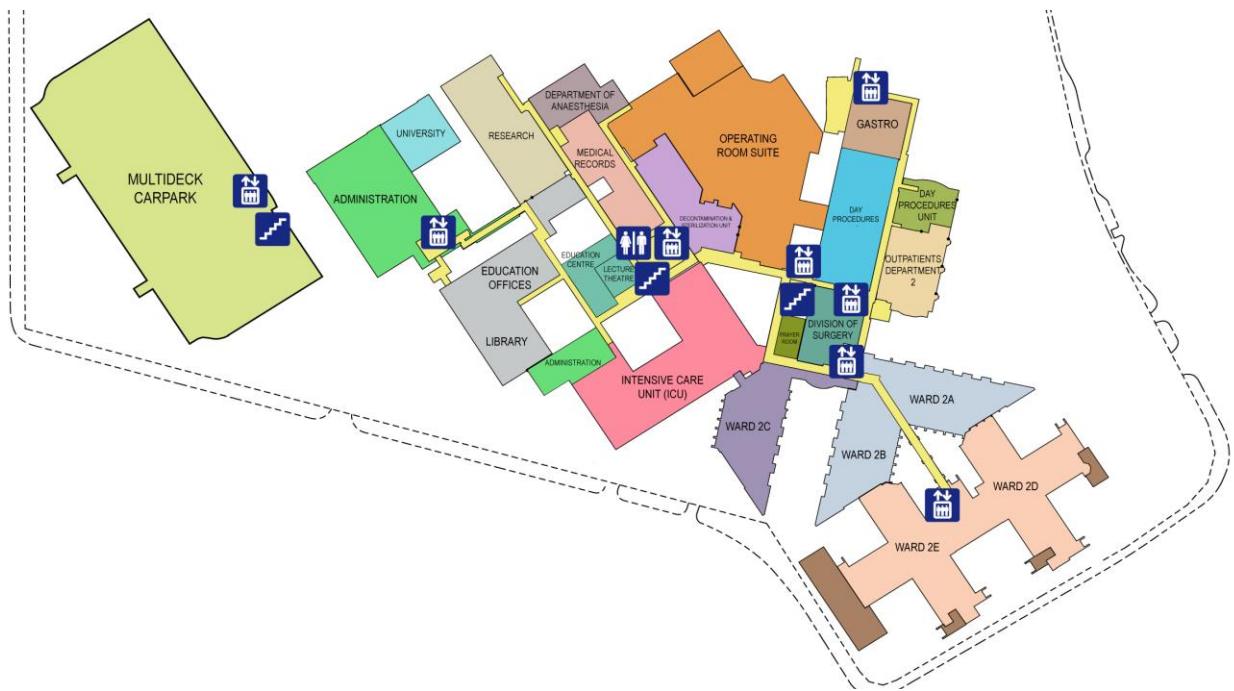 MULTIDECK
CARPARK
ADMINISTRATION
UNIVERSITY
RESEARCH
DEPARTMENT OF
ANAESTHESIA
MEDICAL
RECORDS
OPERATING
ROOM SUITE
DECONTAMINATION &
STERILIZATION UNIT
GASTRO
DAY
PROCEDURES
DAY
PROCEDURES
UNIT
OUTPATIENTS
DEPARTMENT
2
EDUCATION
OFFICES
LIBRARY
EDUCATION
CENTRE
LECTURE
THEATRE
ADMINISTRATION
INTENSIVE CARE
UNIT (ICU)
PRAYER
ROOM
DIVISION OF
SURGERY
WARD 2A
WARD 2B
WARD 2C
WARD 2D
WARD 2E